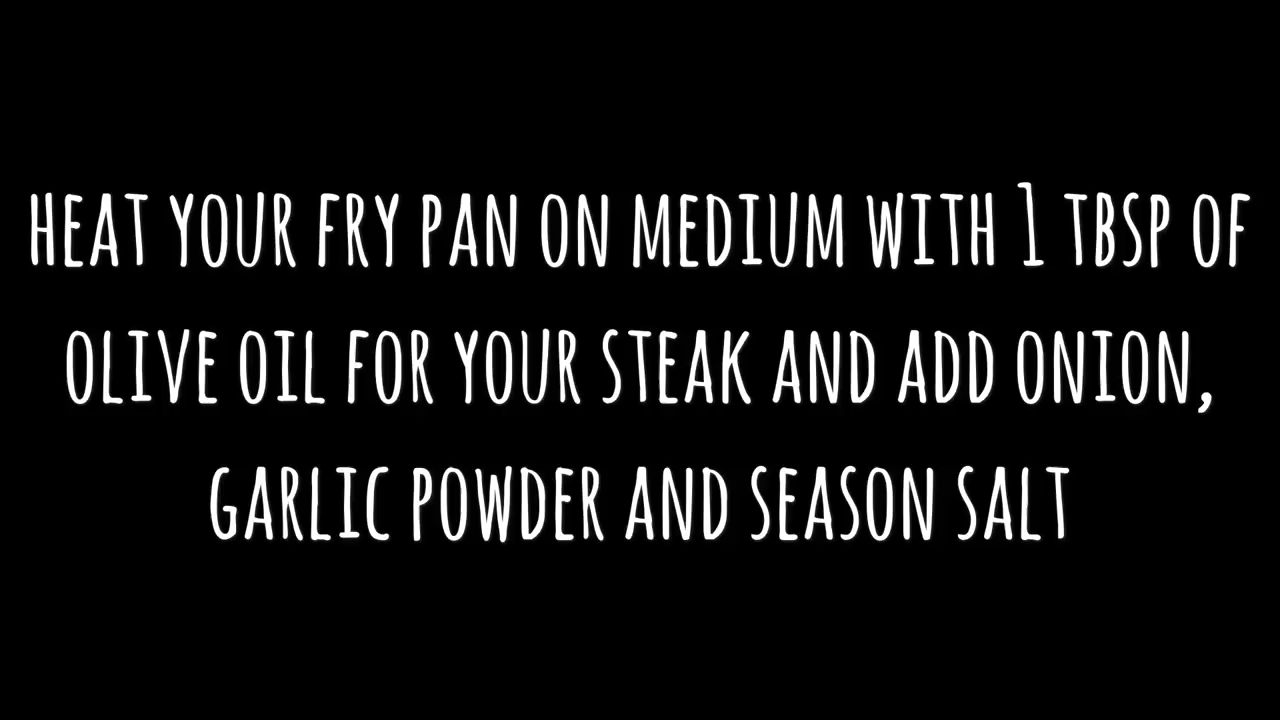 HEAT YOUR FRY PAN ON MEDIUM WITH 1 TBSP OF
OLIVE OIL FOR YOUR STEAK AND ADD ONION,
GARLIC POWDER AND SEASON SALT